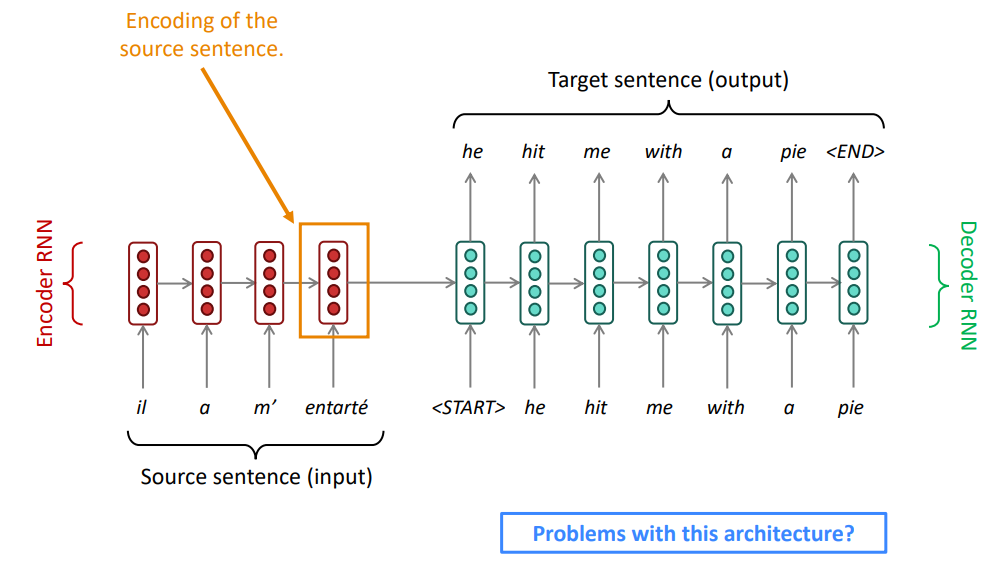 Encoding of the
source sentence.
Target sentence (output)
he hit me with a pie <END>
Encoder RNN
Decoder RNN
il a m’ entarté <START> he hit me with a pie
Source sentence (input)
Problems with this architecture?